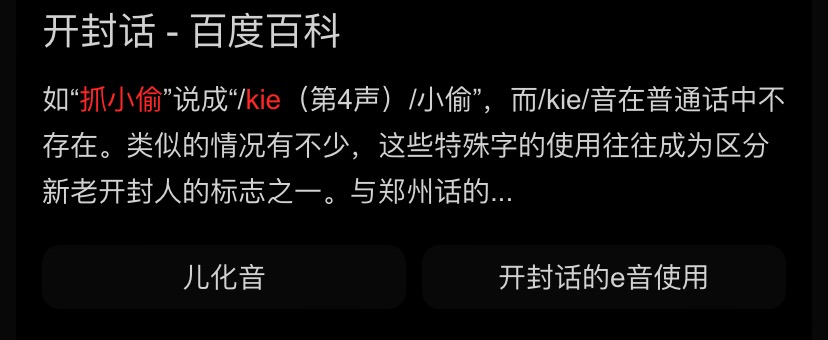 开封话 - 百度百科
如“抓小偷”说成“/kie（第4声）/小偷”，而/kie/音在普通话中不
存在。类似的情况有不少，这些特殊字的使用往往成为区分
新老开封人的标志之一。与郑州话的...
儿化音
开封话的e音使用